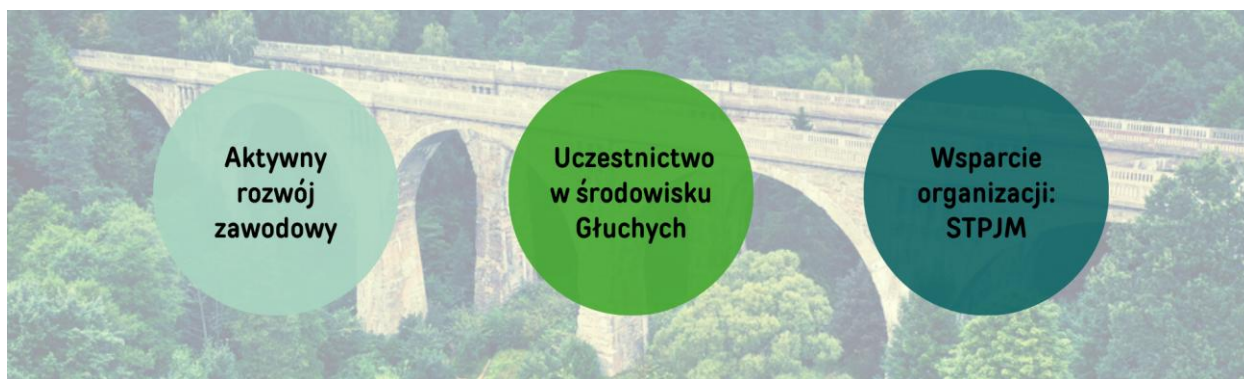 Aktywny
rozwój
zawodowy
Uczestnictwo
w środowisku
Głuchych
Wsparcie
organizacji:
STPJM